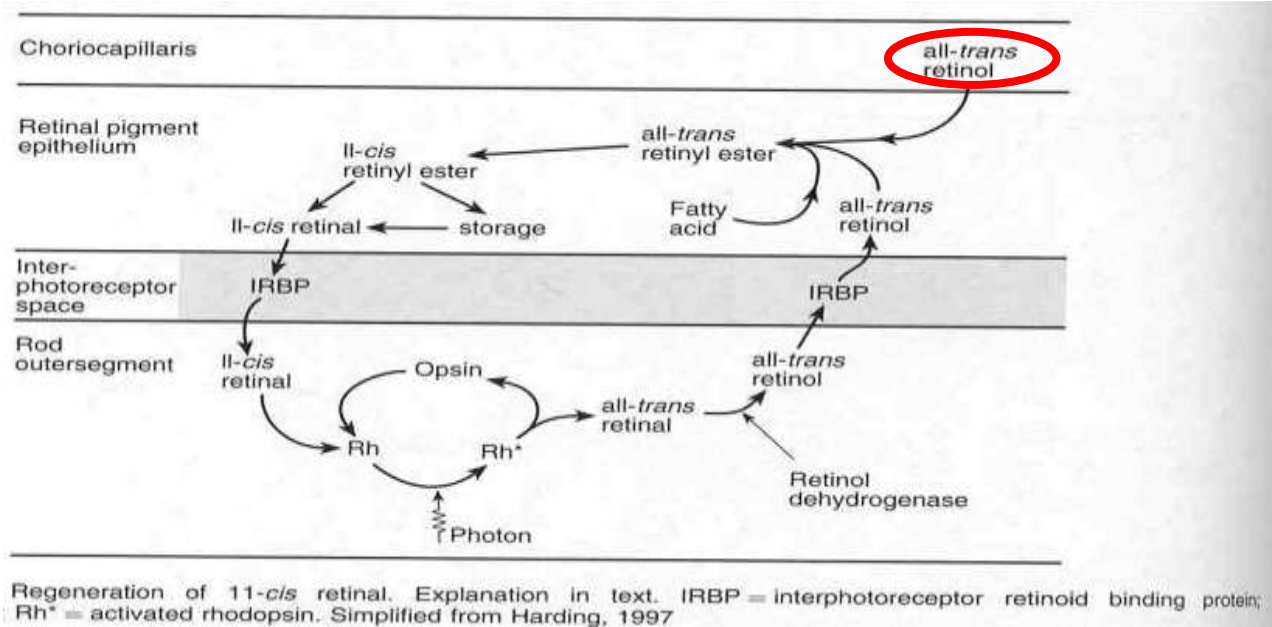 Choriocapillaris
all-trans
retinol
Retinal pigment
epithelium
all-trans
retinyl ester
ll-cis
retinyl ester
Fatty
acid
all-trans
retinol
ll-cis retinal
storage
Inter-
photoreceptor
space
IRBP
IRBP
Rod
outersegment
ll-cis
retinal
Opsin
all-trans
retinol
all-trans
retinal
Rh
Rh*
Retinol
dehydrogenase
Photon
Regeneration of 11-cis retinal. Explanation in text. IRBP = interphotoreceptor retinoid binding protein;
Rh* = activated rhodopsin. Simplified from Harding, 1997